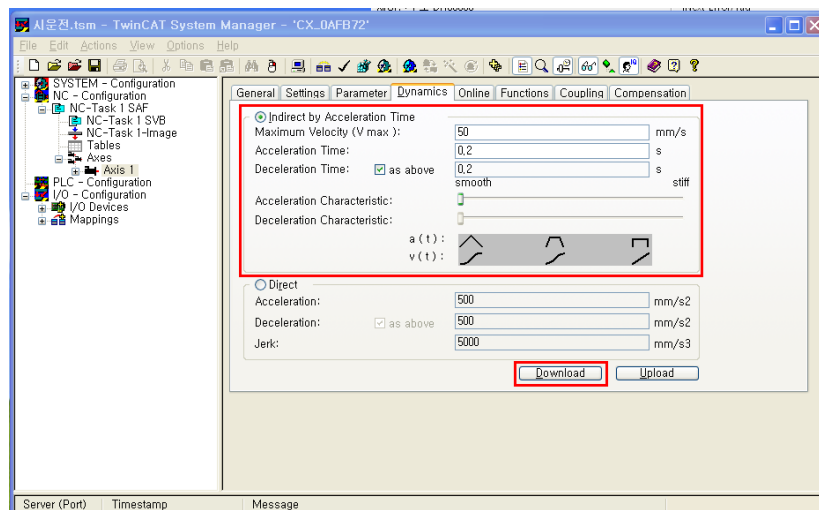 시운전.tsm - TwinCAT System Manager - 'CX_0AFB72'
File Edit Actions View Options Help
SYSTEM - Configuration
NC - Configuration
NC-Task 1 SAF
NC-Task 1 SVB
NC-Task 1-Image
Tables
Axes
Axis 1
PLC - Configuration
I/O - Configuration
I/O Devices
Mappings
General Settings Parameter Dynamics Online Functions Coupling Compensation
Indirect by Acceleration Time
Maximum Velocity (V max ): 50 mm/s
Acceleration Time: 0,2 s
Deceleration Time: as above 0,2 s
smooth stiff
Acceleration Characteristic:
Deceleration Characteristic:
a ( t ) :
v ( t ) :
Direct
Acceleration: 500 mm/s2
Deceleration: as above 500 mm/s2
Jerk: 5000 mm/s3
Download Upload
Server (Port) Timestamp Message